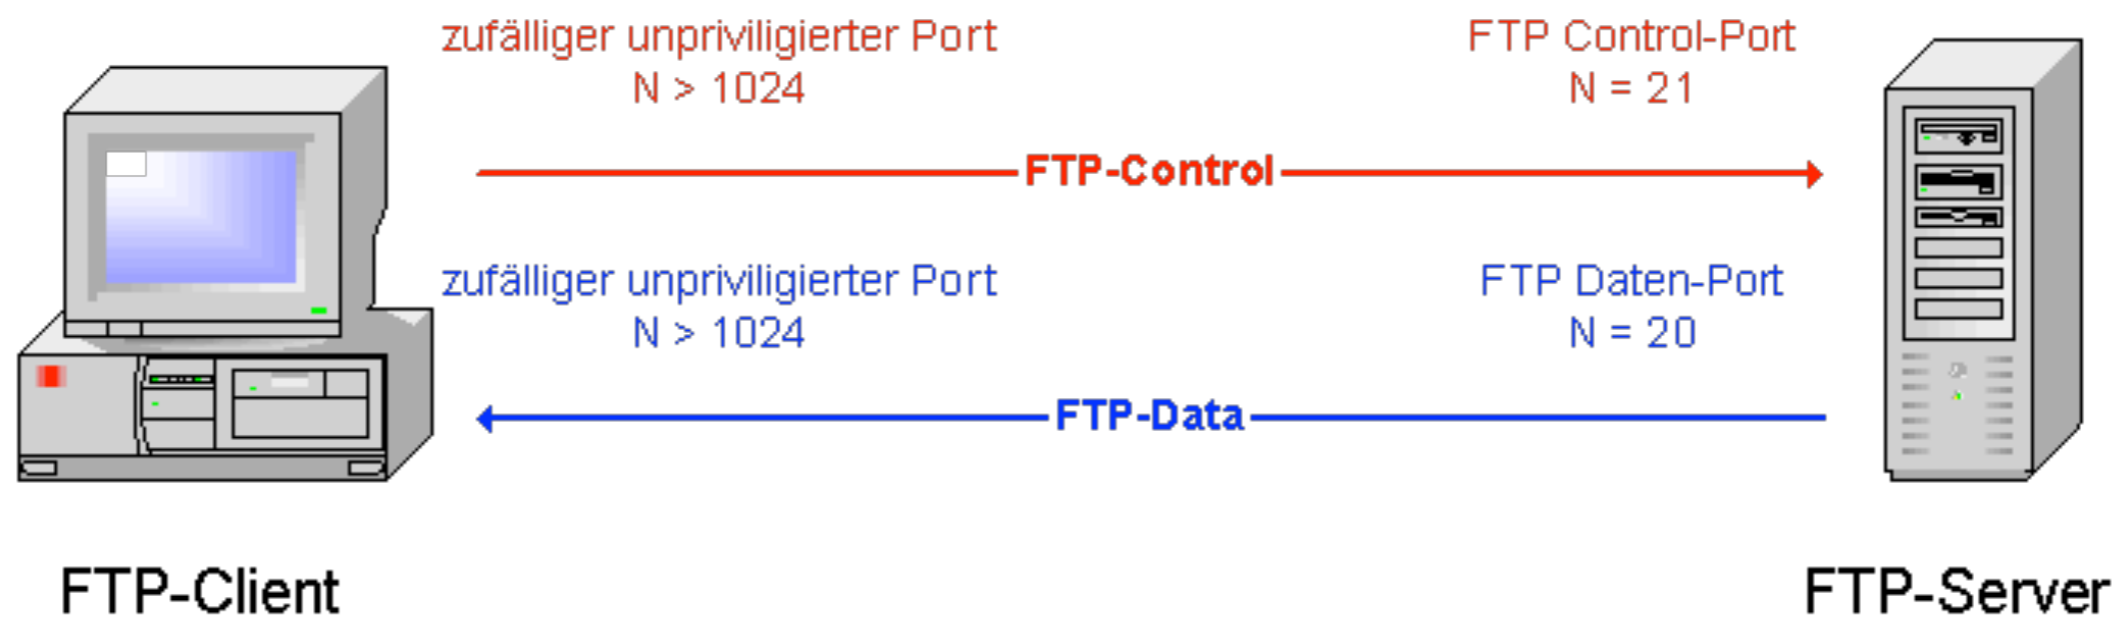 zufälliger unpriviligierter Port
N > 1024
FTP Control-Port
N = 21
FTP-Control
zufälliger unpriviligierter Port
N > 1024
FTP Daten-Port
N = 20
FTP-Data
FTP-Client
FTP-Server